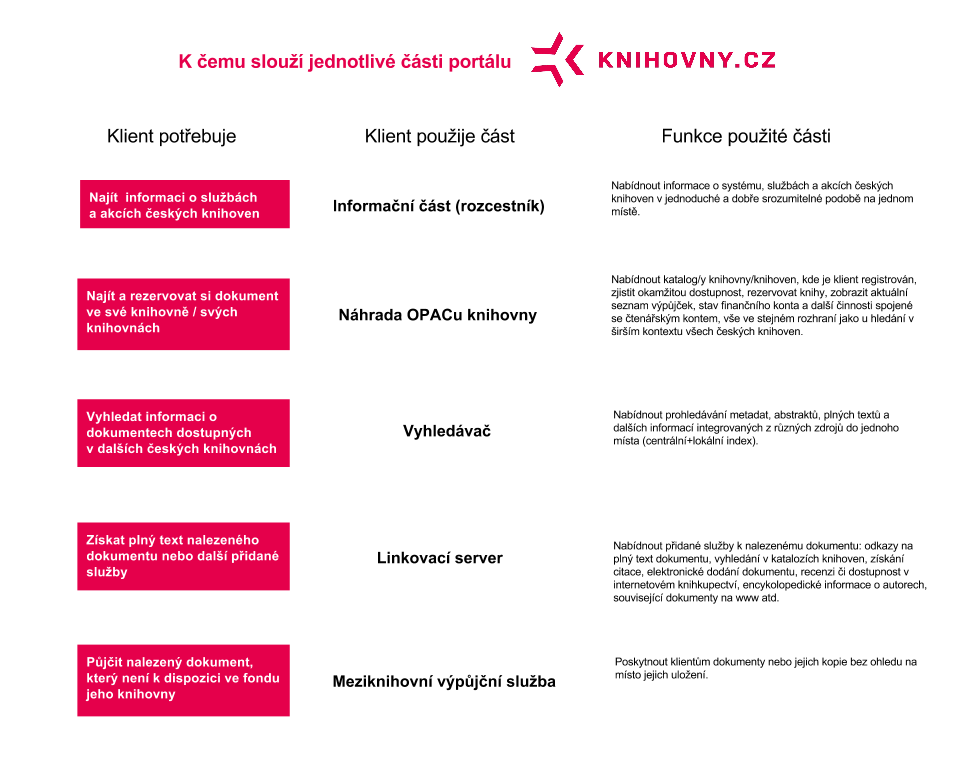 K čemu slouží jednotlivé části portálu
KNIHOVNY.CZ
Klient potřebuje
Klient použije část
Funkce použité části
Najít informaci o službách
a akcích českých knihoven
Informační část (rozcestník)
Nabídnout informace o systému, službách a akcích českých
knihoven v jednoduché a dobře srozumitelné podobě na jednom
místě.
Najít a rezervovat si dokument
ve své knihovně / svých
knihovnách
Náhrada OPACu knihovny
Nabídnout katalog/y knihovny/knihoven, kde je klient registrován,
zjistit okamžitou dostupnost, rezervovat knihy, zobrazit aktuální
seznam výpůjček, stav finančního konta a další činnosti spojené
se čtenářským kontem, vše ve stejném rozhraní jako u hledání v
širším kontextu všech českých knihoven.
Vyhledat informaci o
dokumentech dostupných
v dalších českých knihovnách
Vyhledávač
Nabídnout prohledávání metadat, abstraktů, plných textů a
dalších informací integrovaných z různých zdrojů do jednoho
místa (centrální+lokální index).
Získat plný text nalezeného
dokumentu nebo další přidané
služby
Linkovací server
Nabídnout přidané služby k nalezenému dokumentu: odkazy na
plný text dokumentu, vyhledání v katalozích knihoven, získání
citace, elektronické dodání dokumentu, recenzi či dostupnost v
internetovém knihkupectví, encykolopedické informace o autorech,
související dokumenty na www atd.
Půjčit nalezený dokument,
který není k dispozici ve fondu
jeho knihovny
Meziknihovní výpůjční služba
Poskytnout klientům dokumenty nebo jejich kopie bez ohledu na
místo jejich uložení.